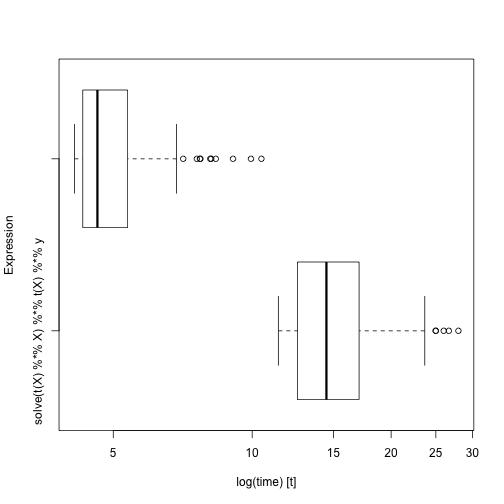 Expression
solve(t(X) %*% X) %*% t(X) %*% y
5 10 15 20 25 30
log(time) [t]